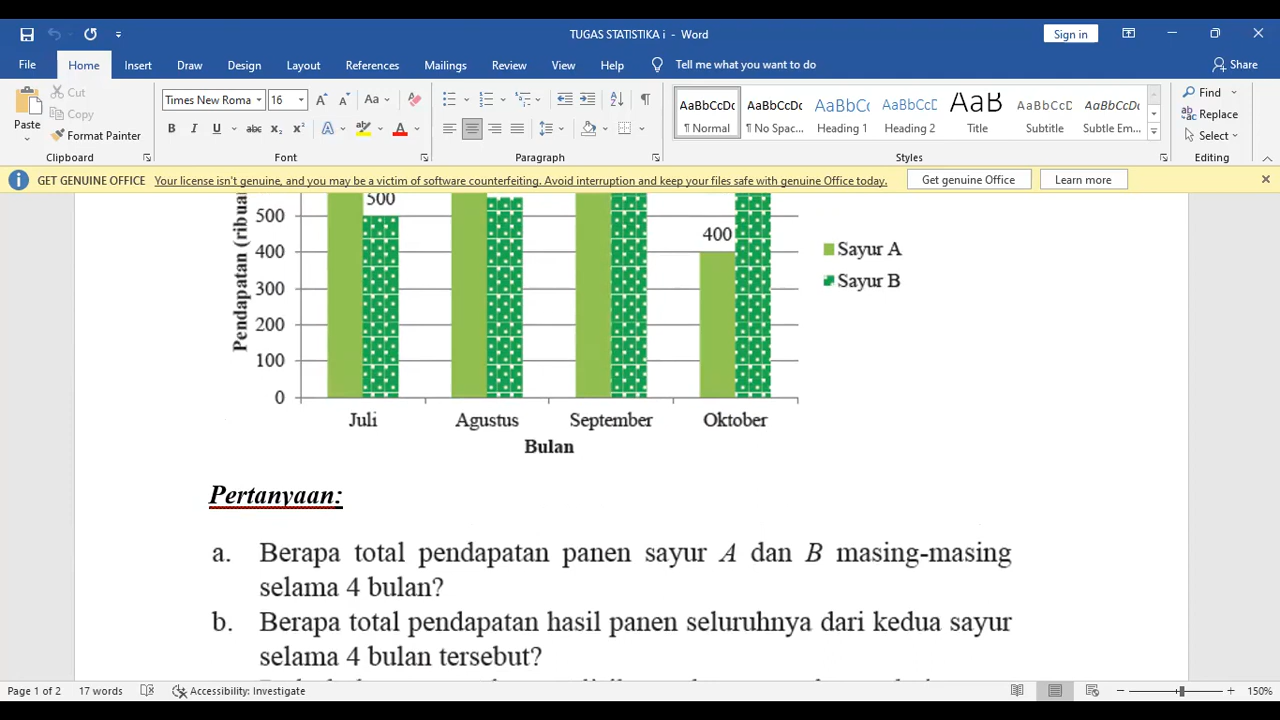 TUGAS STATISTIKA i - Word
Sign in
File
Home
Insert
Draw
Design
Layout
References
Mailings
Review
View
Help
Tell me what you want to do
Share
Paste
Cut
Copy
Format Painter
Clipboard
Times New Roma
16
Font
Paragraph
AaBbCcDc
¶ Normal
AaBbCcDc
¶ No Spac...
AaBbCc
Heading 1
AaBbCcD
Heading 2
AaB
Title
AaBbCcD
Subtitle
AaBbCcDc
Subtle Em...
Styles
Find
Replace
Select
Editing
GET GENUINE OFFICE Your license isn't genuine, and you may be a victim of software counterfeiting. Avoid interruption and keep your files safe with genuine Office today.
Get genuine Office
Learn more
Pendapatan (ribua
500
400
300
200
100
0
500
400
Juli
Agustus
September
Oktober
Bulan
Sayur A
Sayur B
Pertanyaan:
a. Berapa total pendapatan panen sayur A dan B masing-masing
selama 4 bulan?
b. Berapa total pendapatan hasil panen seluruhnya dari kedua sayur
selama 4 bulan tersebut?
Page 1 of 2
17 words
Accessibility: Investigate
150%